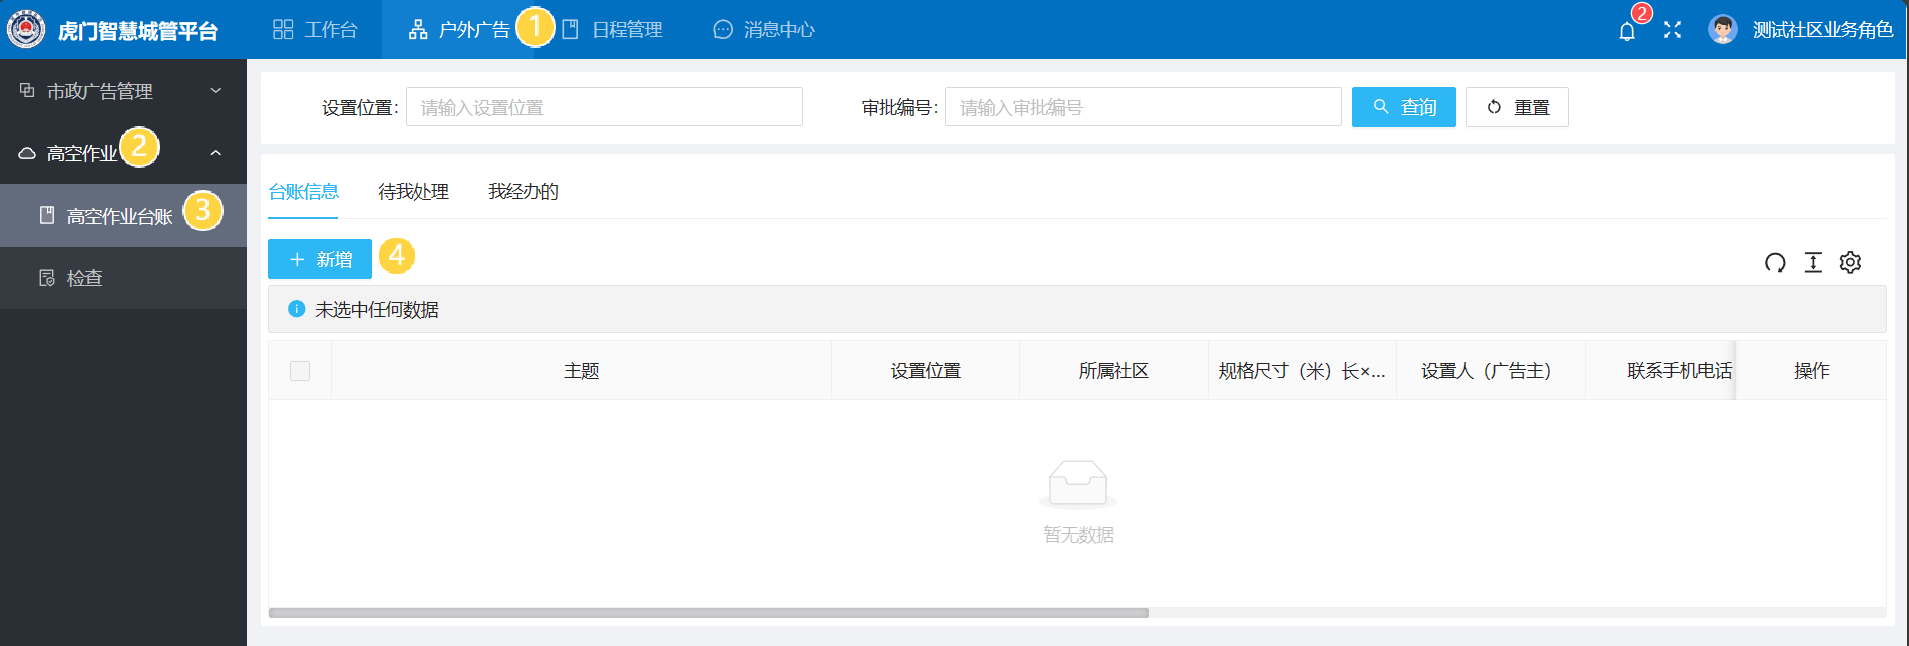 虎门智慧城管平台
工作台
户外广告
1
日程管理
消息中心
2
测试社区业务角色
市政广告管理
高空作业
2
高空作业台账
3
检查
设置位置:
请输入设置位置
审批编号:
请输入审批编号
查询
重置
台账信息
待我处理
我经办的
新增
4
未选中任何数据
主题
设置位置
所属社区
规格尺寸（米）长×...
设置人（广告主）
联系手机电话
操作
暂无数据